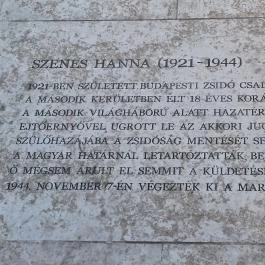 SZENES HANNA (1921-1944)
1921-BEN SZÜLETETT BUDAPESTI ZSIDÓ CSAL
A MÁSODIK KERÜLETBEN ÉLT 18 ÉVES KORÁ
A MÁSODIK VILÁGHÁBORÚ ALATT HAZATÉR
EJTŐERNYŐVEL UGROTT LE AZ AKKORI JUG
SZÜLŐHAZÁJÁBA A ZSIDÓSÁG MENTÉSÉT SE
A MAGYAR HATÁRNÁL LETARTÓZTATTÁK, BE
Ő MÉGSEM ÁRULT EL SEMMIT A KÜLDETÉS
1944. NOVEMBER 7-ÉN VÉGEZTÉK KI A MAR